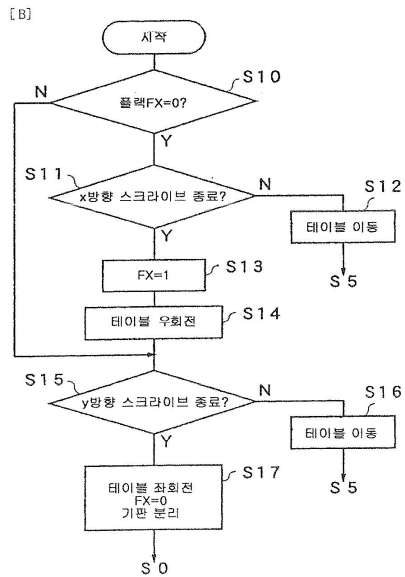 [B]
시작
S10
N
플랙FX=0?
Y
S11
x방향 스크라이브 종료?
N
S12
테이블 이동
S5
Y
S13
FX=1
S14
테이블 우회전
S15
y방향 스크라이브 종료?
N
S16
테이블 이동
S5
Y
S17
테이블 좌회전
FX=0
기판 분리
S0